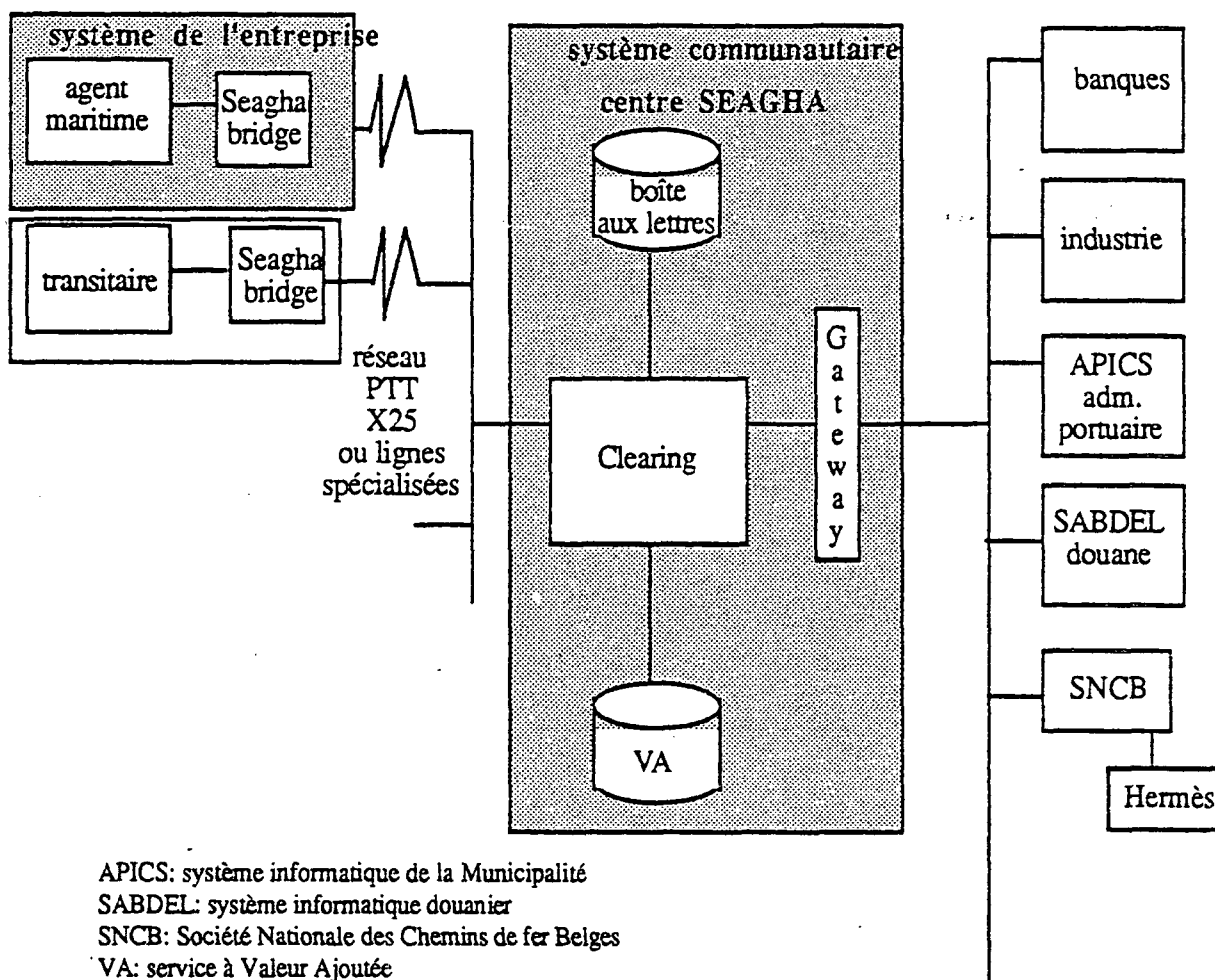 système de l'entreprise
agent
maritime
Seagha
bridge
transitaire
Seagha
bridge
réseau
PTT
X25
ou lignes
spécialisées
système communautaire
centre SEAGHA
boîte
aux lettres
Clearing
Gateway
VA
banques
industrie
APICS
adm.
portuaire
SABDEL
douane
SNCB
Hermès
APICS: système informatique de la Municipalité
SABDEL: système informatique douanier
SNCB: Société Nationale des Chemins de fer Belges
VA: service à Valeur Ajoutée